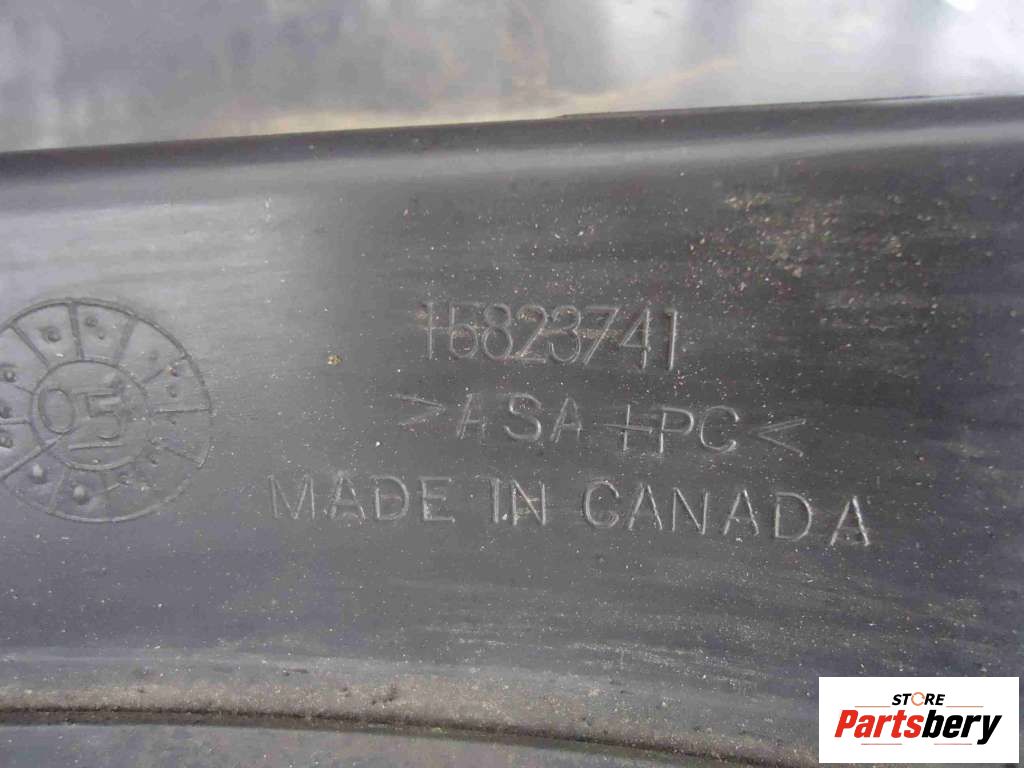 15823741
>ASA+PC<
MADE IN CANADA
05
STORE
Partsbery